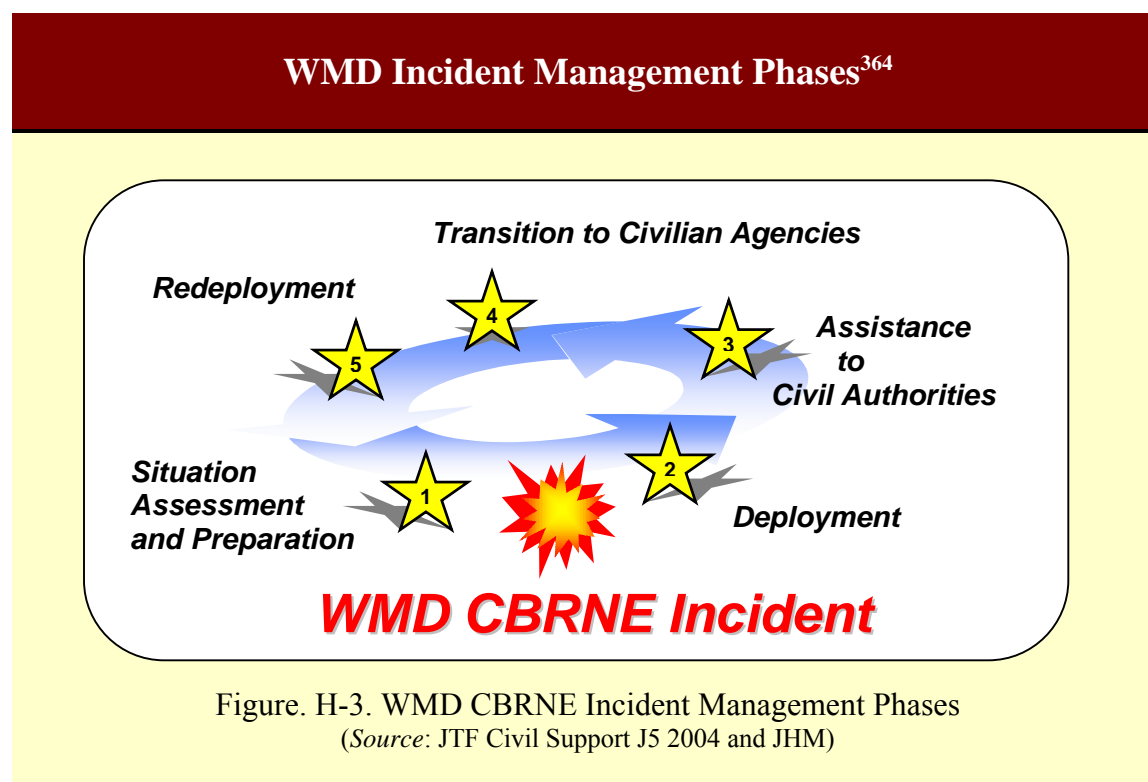 WMD Incident Management Phases364
Transition to Civilian Agencies
Redeployment
4
3
Assistance
to
Civil Authorities
5
Situation
Assessment
and Preparation
1
2
Deployment
WMD CBRNE Incident
Figure. H-3. WMD CBRNE Incident Management Phases
(Source: JTF Civil Support J5 2004 and JHM)